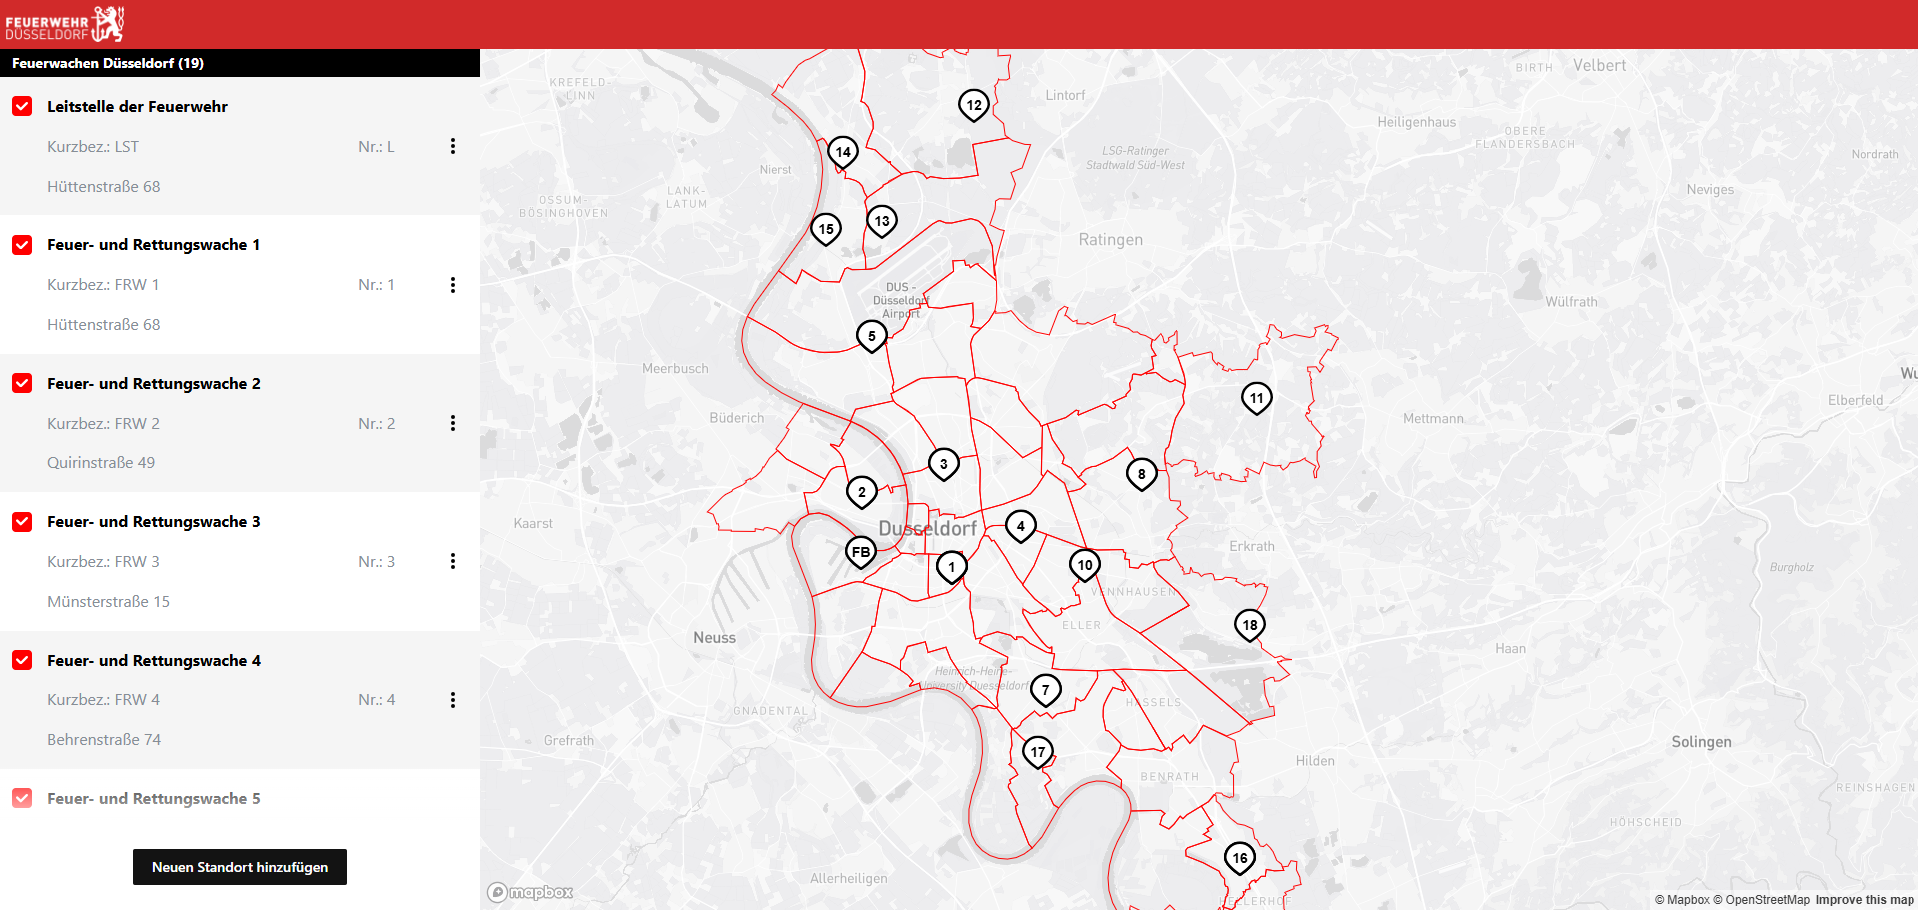 FEUERWEHR
DÜSSELDORF
Feuerwachen Düsseldorf (19)
Leitstelle der Feuerwehr
Kurzbez.: LST
Nr.: L
Hüttenstraße 68
Feuer- und Rettungswache 1
Kurzbez.: FRW 1
Nr.: 1
Hüttenstraße 68
Feuer- und Rettungswache 2
Kurzbez.: FRW 2
Nr.: 2
Quirinstraße 49
Feuer- und Rettungswache 3
Kurzbez.: FRW 3
Nr.: 3
Münsterstraße 15
Feuer- und Rettungswache 4
Kurzbez.: FRW 4
Nr.: 4
Behrenstraße 74
Feuer- und Rettungswache 5
Neuen Standort hinzufügen
BIRTH
Velbert
KREFELD-
LINN
Lintorf
12
Heiligenhaus
OBERE
FLANDERSBACH
14
LSG-Ratinger
Stadtwald Süd-West
Nordrath
Nierst
LANK-
LATUM
Neviges
OSSUM-
BÖSINGHOVEN
15
13
Ratingen
DUS -
Düsseldorf
Airport
Wülfrath
5
Meerbusch
Wu
11
Elberfeld
Büderich
Mettmann
3
8
2
Kaarst
Dusseldorf
4
Erkrath
FB
1
10
Burgholz
VENNHAUSEN
18
ELLER
Neuss
Haan
Heinrich-Heine-
University Duesseldorf
7
HASSELS
GNADENTAL
Grefrath
17
Solingen
Hilden
BENRATH
REINSHAGEN
HÖHSCHEID
16
Allerheiligen
HELLERHOF
mapbox
© Mapbox © OpenStreetMap Improve this map